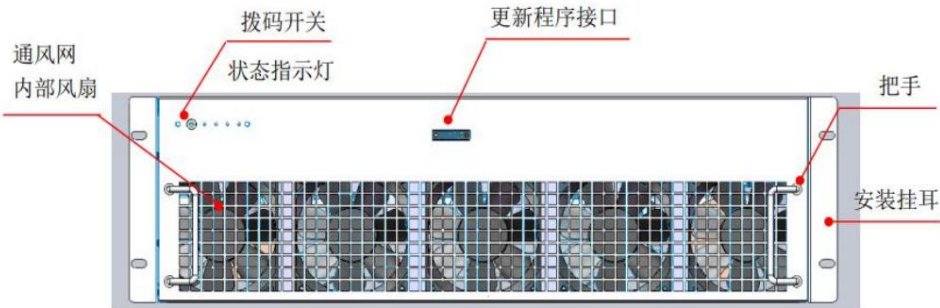 拨码开关
更新程序接口
通风网
内部风扇
状态指示灯
把手
安装挂耳